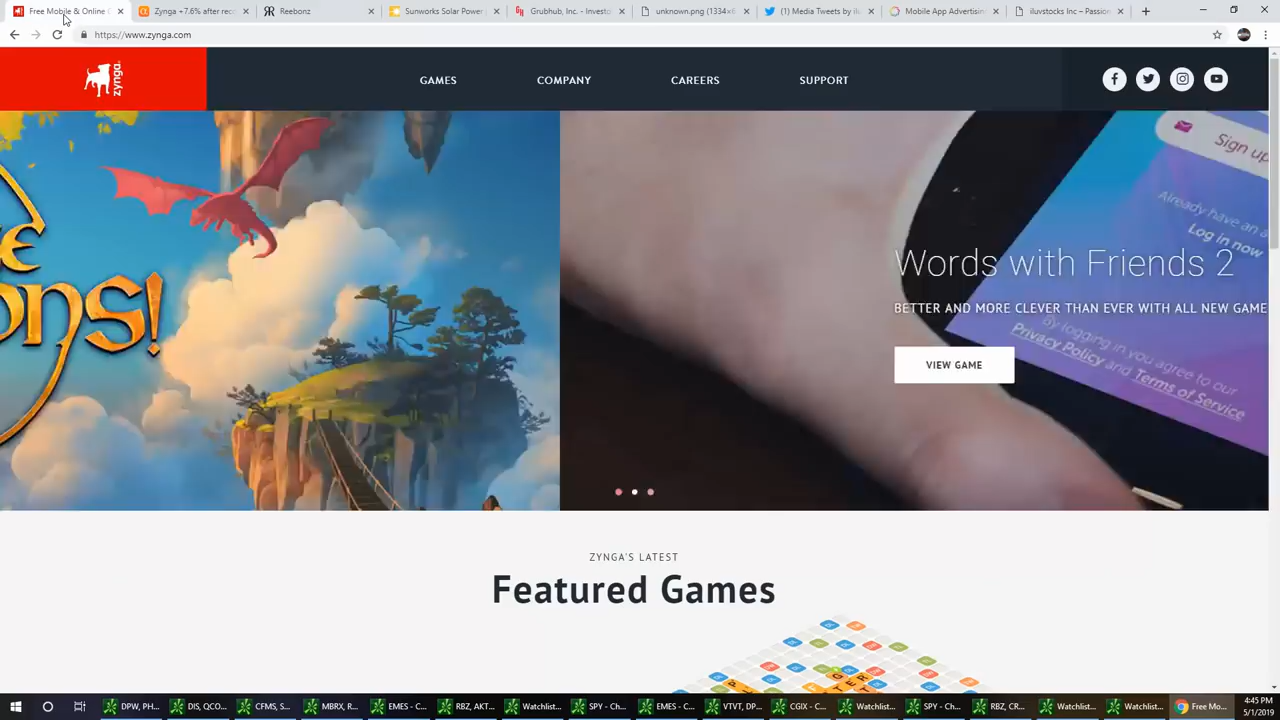 Free Mobile & Online G
Zynga +7.6% after reco
Reebonz
Sunworks Solar Power
Grubhub, Inc. - Investo
unknown.png (1334×6
(1) Media Tweets by ilu
Mobile App Advertisin
iluvstocks Inc – Passion
https://www.zynga.com
zynga
GAMES
COMPANY
CAREERS
SUPPORT
Sign up
Already have an a
Log in now
ons!
Words with Friends 2
BETTER AND MORE CLEVER THAN EVER WITH ALL NEW GAME
By logging in, you agree to our
Privacy Policy and Terms of Service
VIEW GAME
ZYNGA'S LATEST
Featured Games
DPW, PH...
DIS, QCO...
CFMS, S...
MBRX, R...
EMES - C...
RBZ, AKT...
Watchlist...
SPY - Ch...
EMES - C...
VTVT, DP...
CGIX - C...
Watchlist...
SPY - Ch...
RBZ, CR...
Watchlist...
Watchlist...
Free Mo...
4:45 PM
5/1/2019